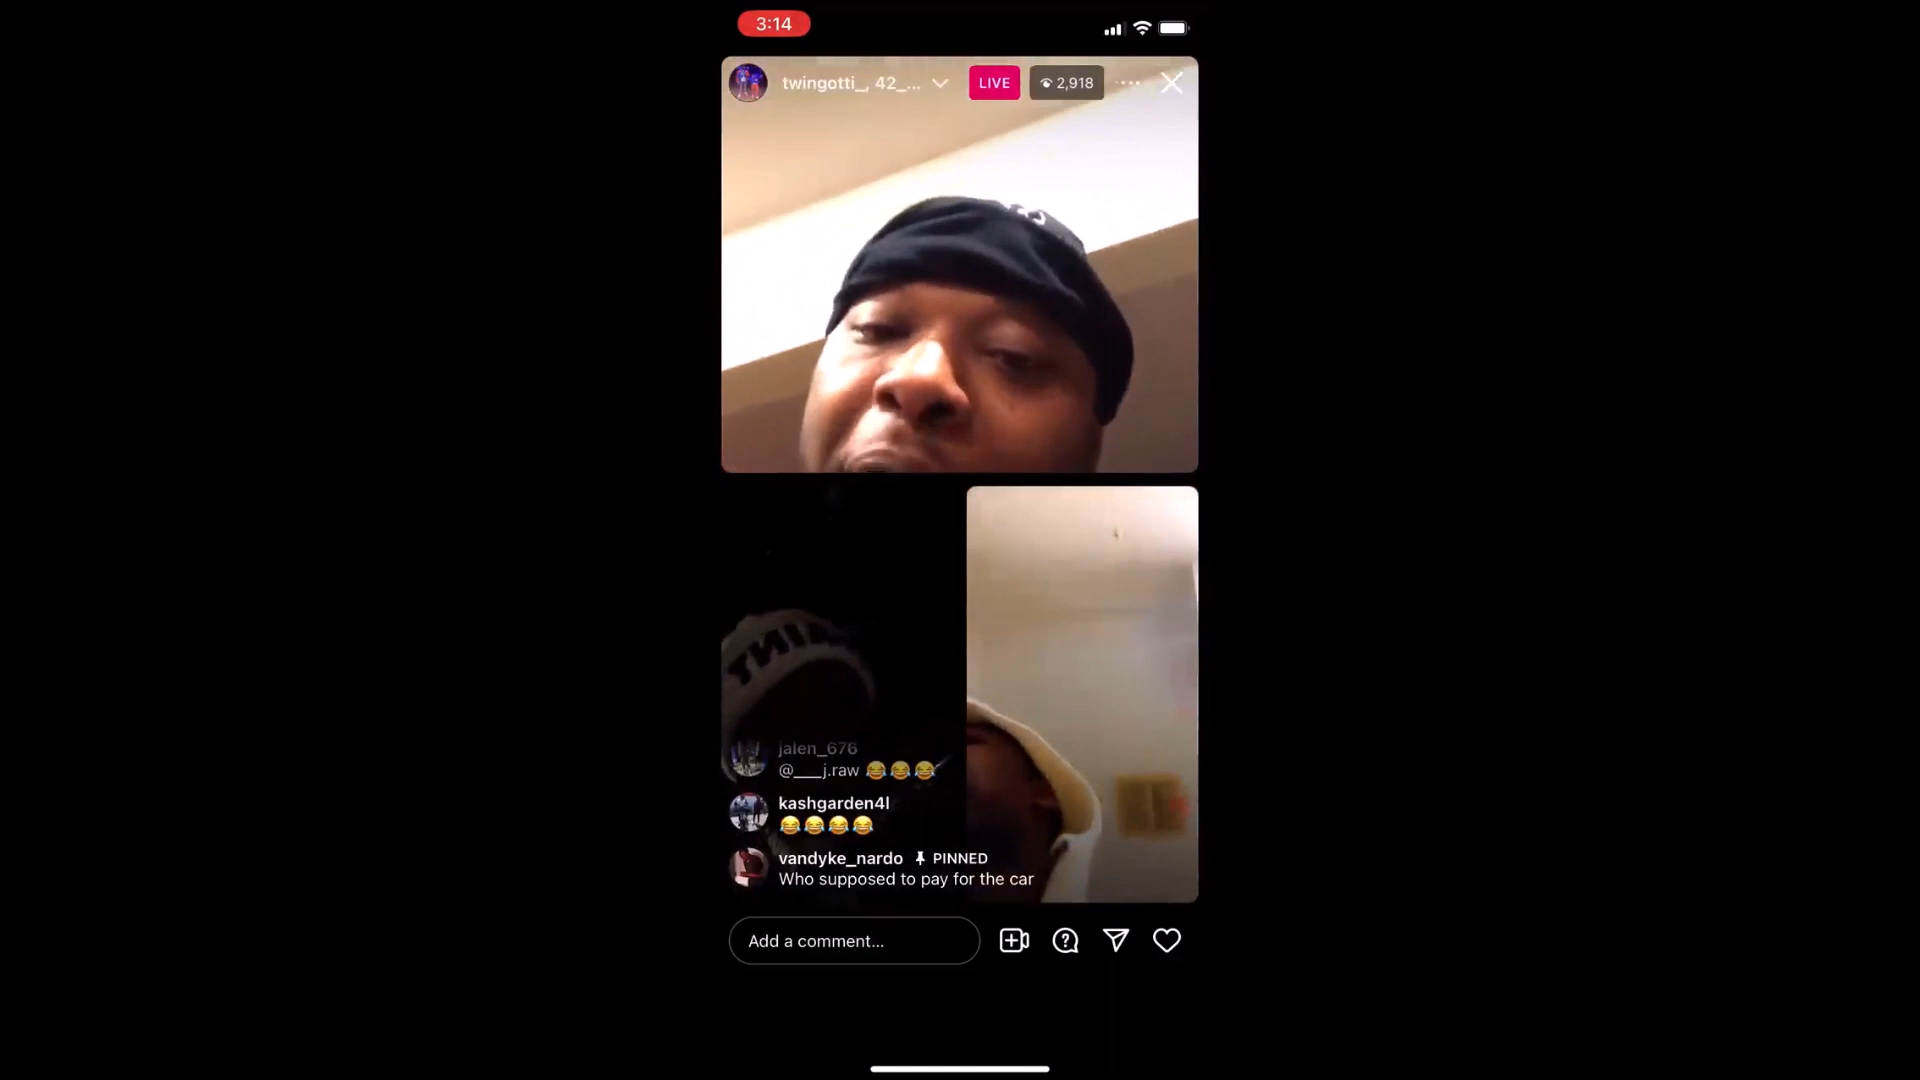 3:14
twingotti_, 42_...
LIVE
2,918
jalen_676
@___j.raw 😂😂😂
kashgarden4l
😂😂😂😂
vandyke_nardo PINNED
Who supposed to pay for the car
Add a comment...